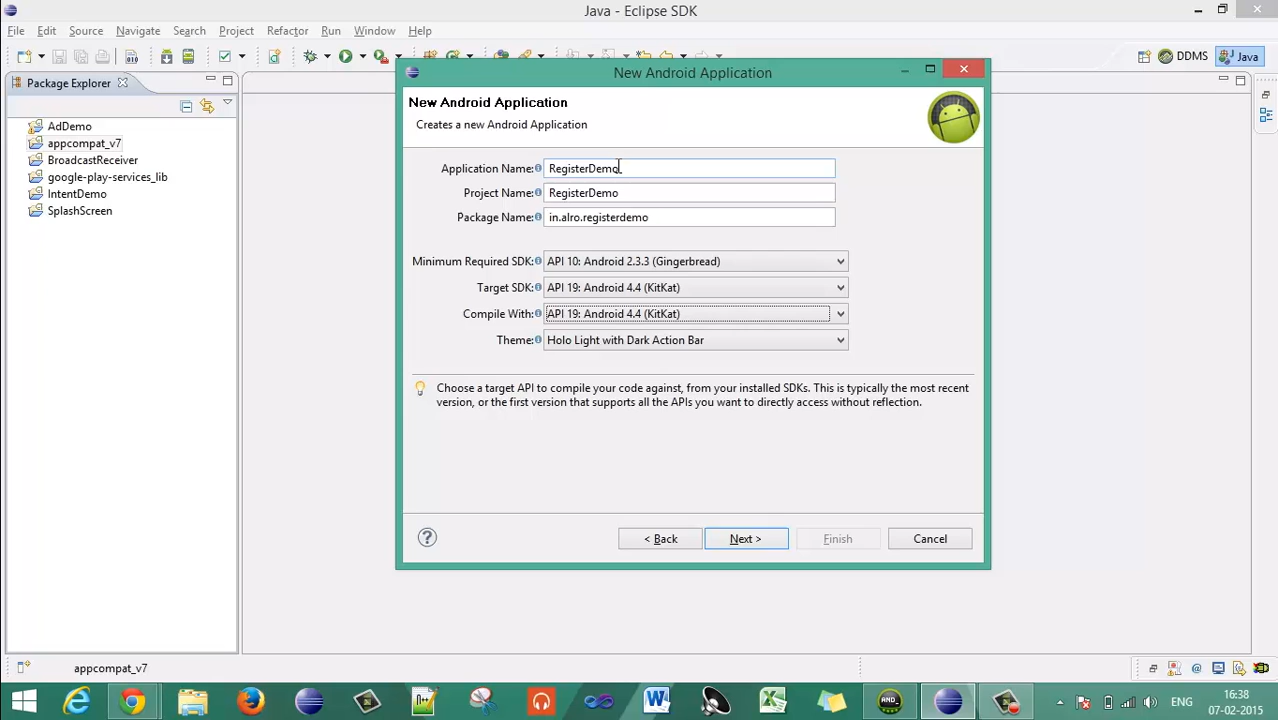 Java - Eclipse SDK
File Edit Source Navigate Search Project Refactor Run Window Help
DDMS Java
Package Explorer
AdDemo
appcompat_v7
BroadcastReceiver
google-play-services_lib
IntentDemo
SplashScreen
New Android Application
New Android Application
Creates a new Android Application
Application Name: RegisterDemo
Project Name: RegisterDemo
Package Name: in.alro.registerdemo
Minimum Required SDK: API 10: Android 2.3.3 (Gingerbread)
Target SDK: API 19: Android 4.4 (KitKat)
Compile With: API 19: Android 4.4 (KitKat)
Theme: Holo Light with Dark Action Bar
Choose a target API to compile your code against, from your installed SDKs. This is typically the most recent
version, or the first version that supports all the APIs you want to directly access without reflection.
< Back Next > Finish Cancel
appcompat_v7
ENG
16:38
07-02-2015